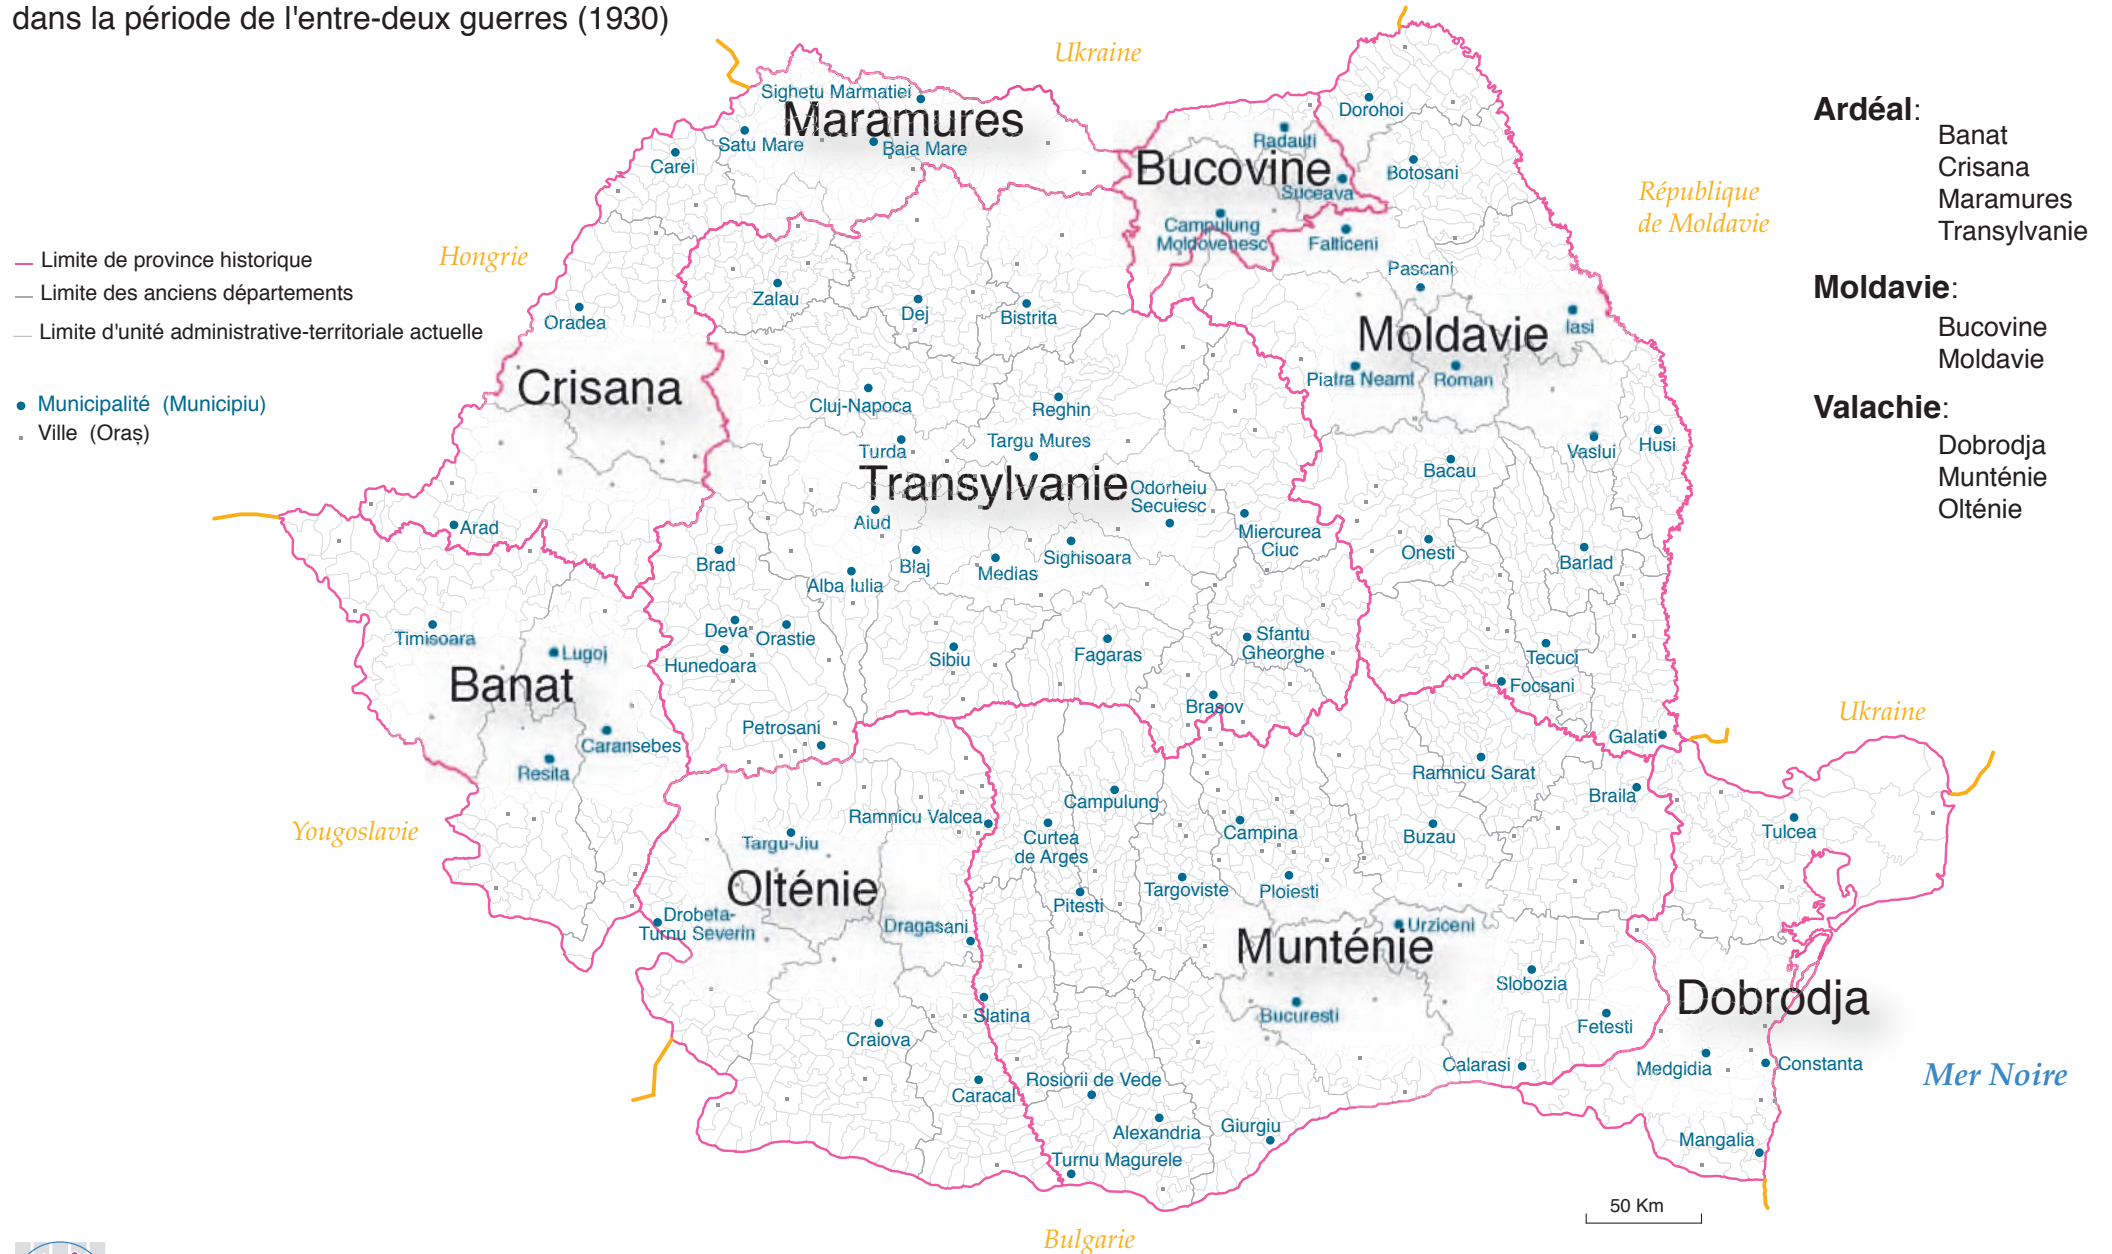 dans la période de l'entre-deux guerres (1930)
Ukraine
Sighetu Marmatiei
Maramures
Satu Mare
Baia Mare
Carei
Dorohoi
Radauti
Bucovine
Suceava
Botosani
Campulung
Moldovenesc
Falticeni
République
de Moldavie
Ardéal:
Banat
Crisana
Maramures
Transylvanie
Moldavie:
Bucovine
Moldavie
Valachie:
Dobrodja
Munténie
Olténie
Limite de province historique
Limite des anciens départements
Limite d'unité administrative-territoriale actuelle
Municipalité (Municipiu)
Ville (Oraș)
Hongrie
Pascani
Zalau
Dej
Bistrita
Oradea
Iasi
Moldavie
Crisana
Piatra Neamt
Roman
Cluj-Napoca
Reghin
Turda
Targu Mures
Vaslui
Husi
Bacau
Transylvanie
Odorheiu
Secuiesc
Arad
Aiud
Miercurea
Ciuc
Onesti
Barlad
Brad
Alba Iulia
Blaj
Medias
Sighisoara
Timisoara
Lugoj
Deva
Orastie
Hunedoara
Sibiu
Fagaras
Sfantu
Gheorghe
Tecuci
Focsani
Banat
Brasov
Petrosani
Caransebes
Resita
Galati
Ukraine
Ramnicu Sarat
Braila
Yougoslavie
Ramnicu Valcea
Campulung
Targu-Jiu
Curtea
de Arges
Campina
Buzau
Tulcea
Olténie
Pitesti
Targoviste
Ploiesti
Drobeta-
Turnu Severin
Dragasani
Urziceni
Munténie
Slobozia
Dobrodja
Slatina
Bucuresti
Craiova
Fetesti
Calarasi
Medgidia
Constanta
Mer Noire
Caracal
Rosiorii de Vede
Alexandria
Giurgiu
Turnu Magurele
Mangalia
50 Km
Bulgarie